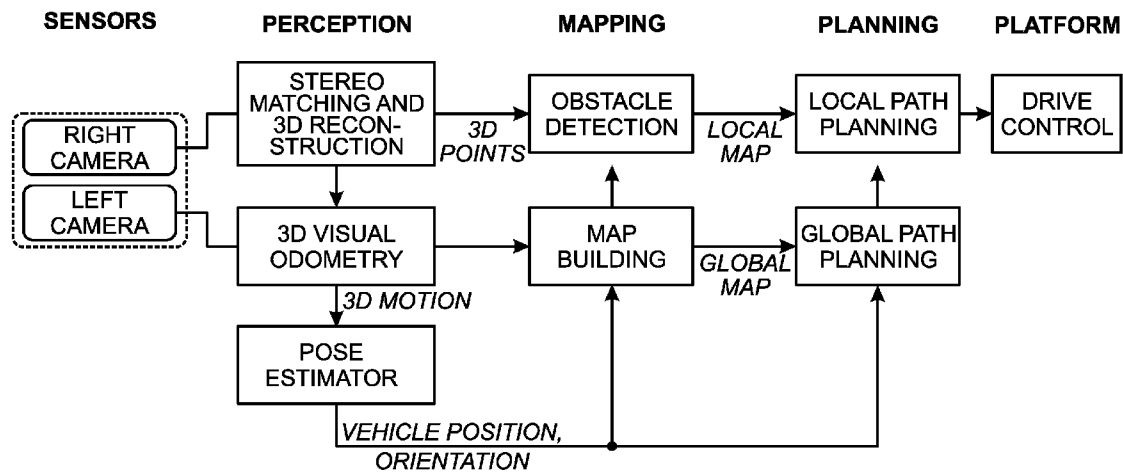 SENSORS PERCEPTION MAPPING PLANNING PLATFORM
RIGHT
CAMERA
LEFT
CAMERA
STEREO
MATCHING AND
3D RECON-
STRUCTION
3D
POINTS
OBSTACLE
DETECTION
LOCAL
MAP
LOCAL PATH
PLANNING
DRIVE
CONTROL
3D VISUAL
ODOMETRY
MAP
BUILDING
GLOBAL
MAP
GLOBAL PATH
PLANNING
3D MOTION
POSE
ESTIMATOR
VEHICLE POSITION,
ORIENTATION